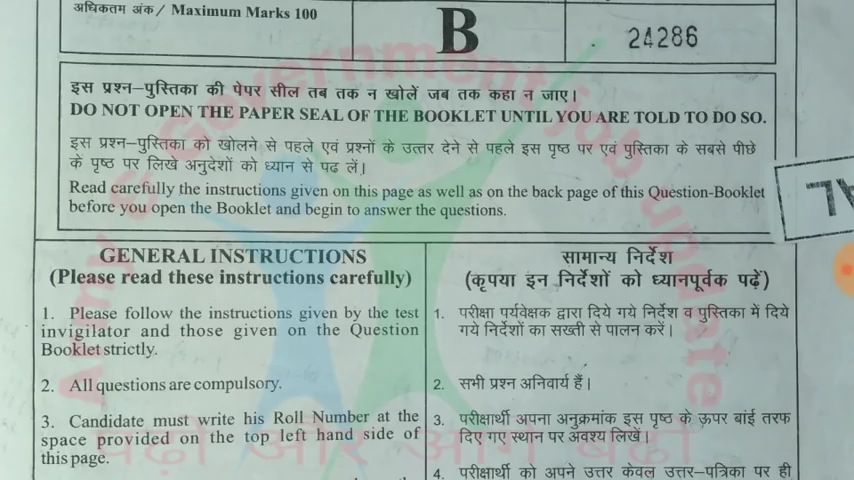 अधिकतम अंक/ Maximum Marks 100
B
24286
इस प्रश्न–पुस्तिका की पेपर सील तब तक न खोलें जब तक कहा न जाए।
DO NOT OPEN THE PAPER SEAL OF THE BOOKLET UNTIL YOU ARE TOLD TO DO SO.
इस प्रश्न–पुस्तिका को खोलने से पहले एवं प्रश्नों के उत्तर देने से पहले इस पृष्ठ पर एवं पुस्तिका के सबसे पीछे
के पृष्ठ पर लिखे अनुदेशों को ध्यान से पढ लें।
Read carefully the instructions given on this page as well as on the back page of this Question-Booklet
before you open the Booklet and begin to answer the questions.
GENERAL INSTRUCTIONS
(Please read these instructions carefully)
1. Please follow the instructions given by the test
invigilator and those given on the Question
Booklet strictly.
2. All questions are compulsory.
3. Candidate must write his Roll Number at the
space provided on the top left hand side of
this page.
सामान्य निर्देश
(कृपया इन निर्देशों को ध्यानपूर्वक पढ़ें)
1. परीक्षा पर्यवेक्षक द्वारा दिये गये निर्देश व पुस्तिका में दिये
गये निर्देशों का सख्ती से पालन करें।
2. सभी प्रश्न अनिवार्य हैं।
3. परीक्षार्थी अपना अनुक्रमांक इस पृष्ठ के ऊपर बांई तरफ
दिए गए स्थान पर अवश्य लिखें।
4. परीक्षार्थी को अपने उत्तर केवल उत्तर–पत्रिका पर ही
Government job update
पढ़ो और आगे बढ़ो